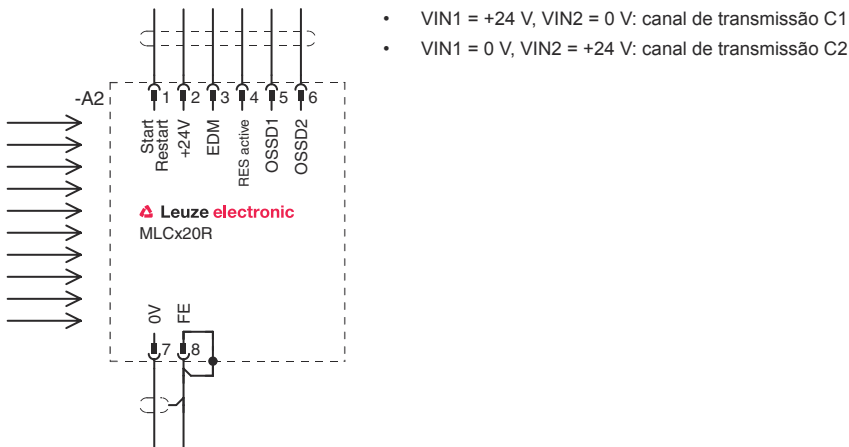 • VIN1 = +24 V, VIN2 = 0 V: canal de transmissão C1
• VIN1 = 0 V, VIN2 = +24 V: canal de transmissão C2
-A2
1 2 3 4 5 6
Start
Restart
+24V
EDM
RES active
OSSD1
OSSD2
Leuze electronic
MLCx20R
0V
FE
7 8